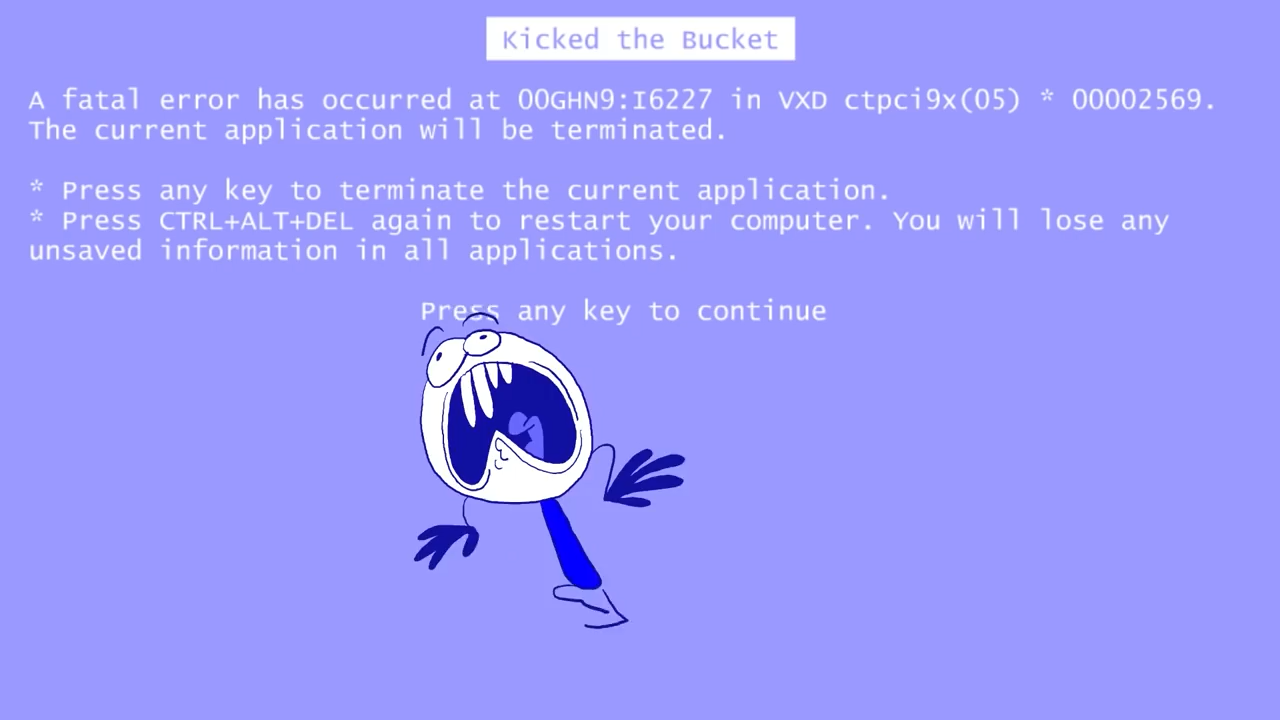 Kicked the Bucket
A fatal error has occurred at 00GHN9:I6227 in VXD ctpci9x(05) * 00002569.
The current application will be terminated.
* Press any key to terminate the current application.
* Press CTRL+ALT+DEL again to restart your computer. You will lose any
unsaved information in all applications.
Press any key to continue